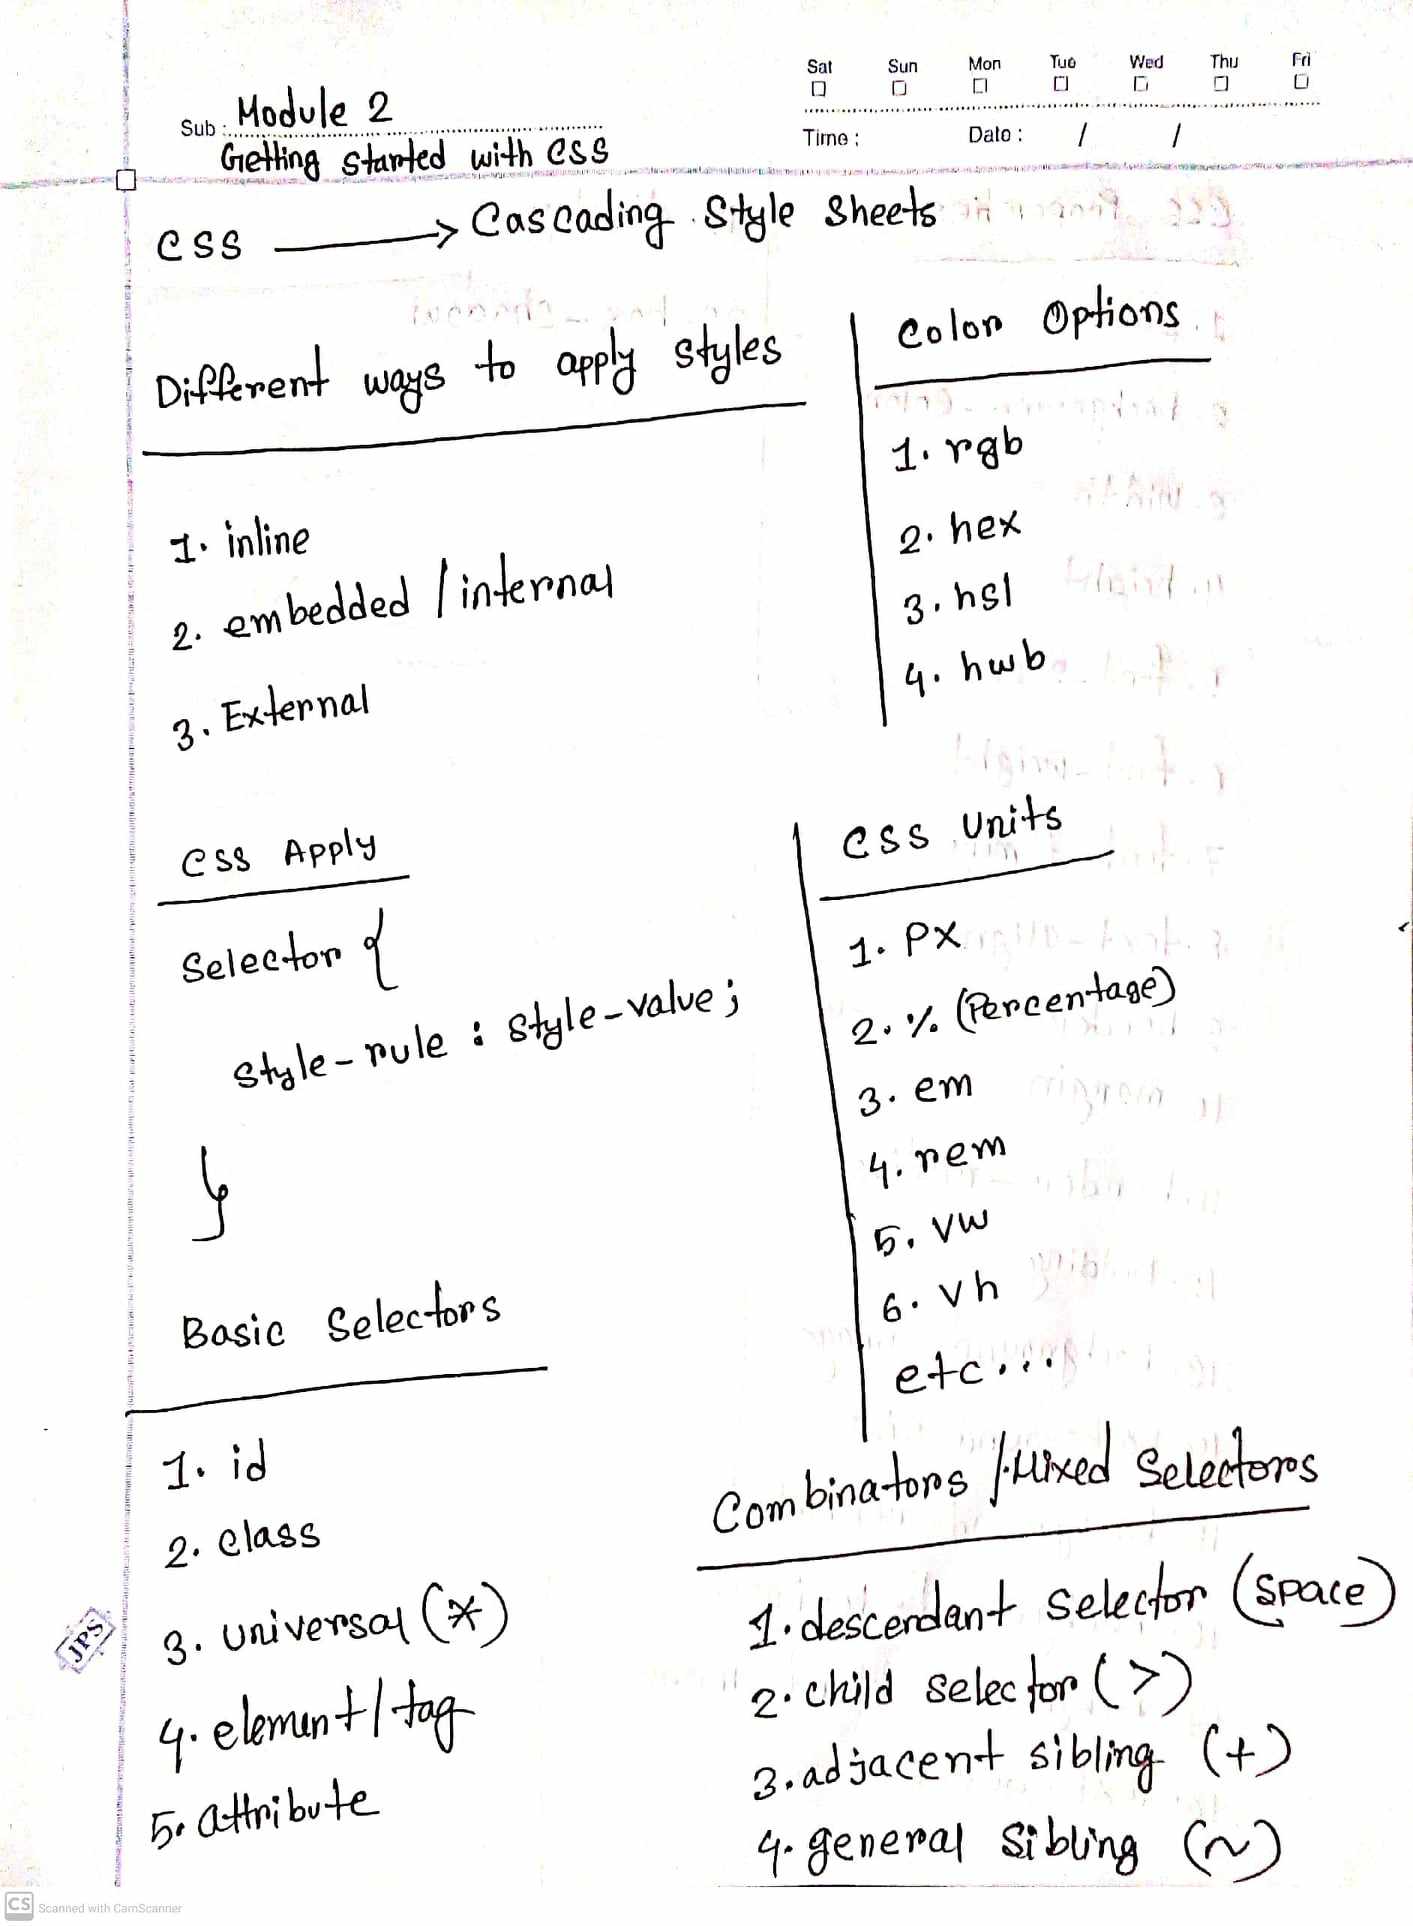 Sat Sun Mon Tue Wed Thu Fri
Sub : Module 2
Time : Date : / /
Getting started with CSS
CSS → Cascading Style Sheets
Different ways to apply styles
1. inline
2. embedded / internal
3. External
Color Options
1. rgb
2. hex
3. hsl
4. hwb
CSS Apply
Selector {
style-rule : style-value;
}
CSS Units
1. PX
2. % (Percentage)
3. em
4. rem
5. vw
6. vh
etc...
Basic Selectors
1. id
2. class
3. universal (*)
4. element / tag
5. attribute
Combinators / Mixed Selectors
1. descendant selector (space)
2. child selector (>)
3. adjacent sibling (+)
4. general sibling (~)
JPS
CS Scanned with CamScanner